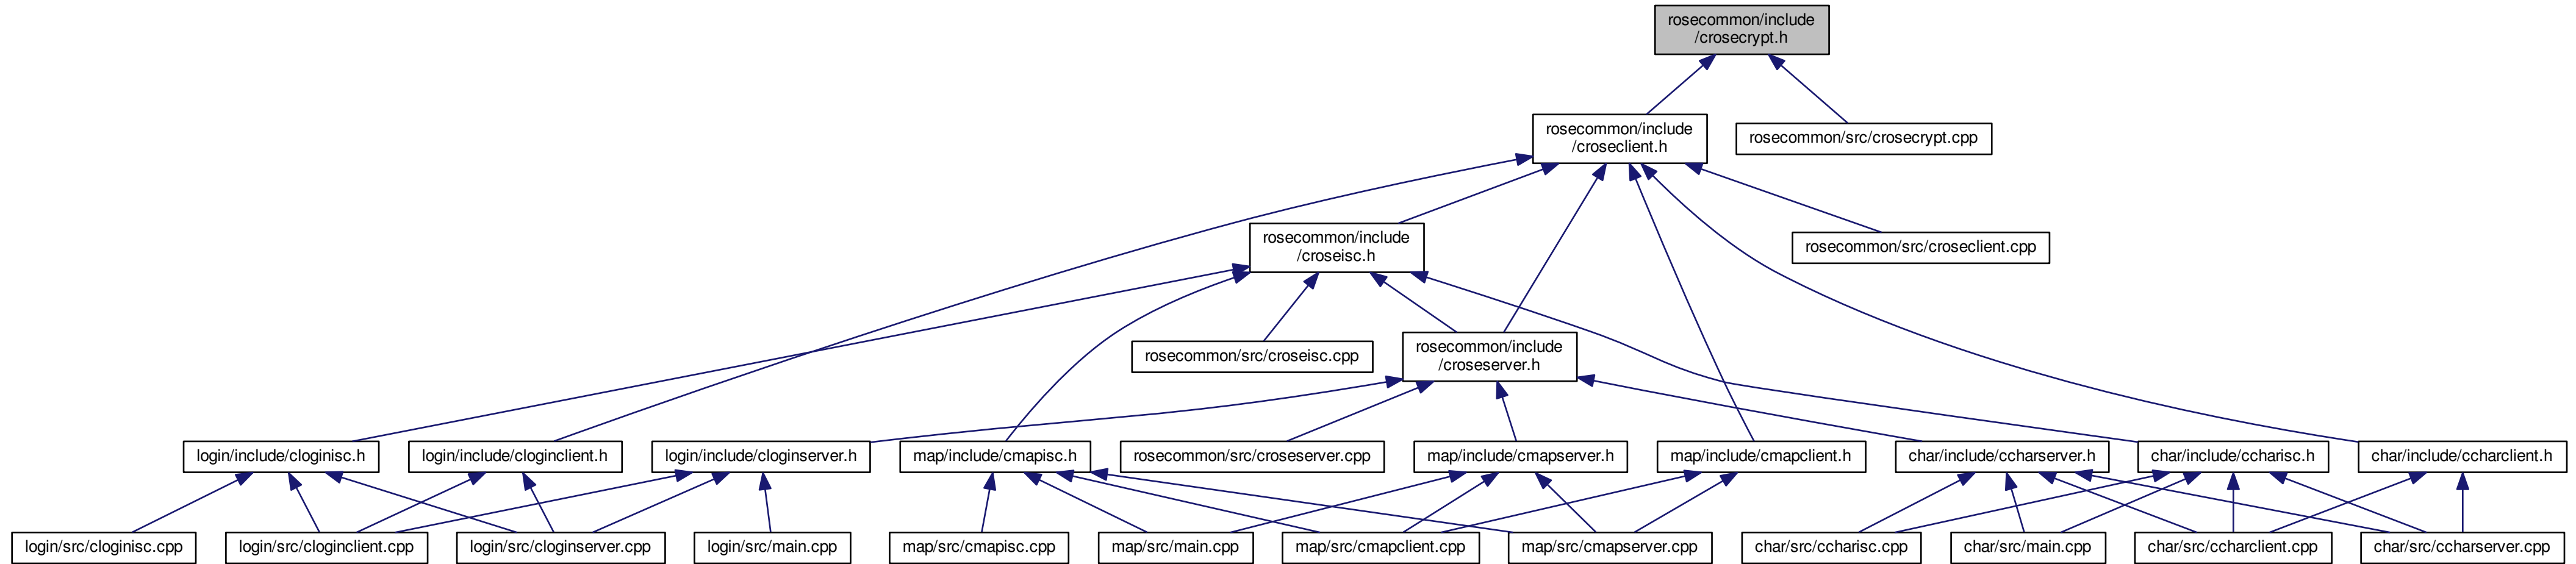 rosecommon/include
/crosecrypt.h
rosecommon/include
/croseclient.h
rosecommon/src/crosecrypt.cpp
rosecommon/include
/croseisc.h
rosecommon/src/croseclient.cpp
rosecommon/src/croseisc.cpp
rosecommon/include
/croseserver.h
login/include/cloginisc.h
login/include/cloginclient.h
login/include/cloginserver.h
map/include/cmapisc.h
rosecommon/src/croseserver.cpp
map/include/cmapserver.h
map/include/cmapclient.h
char/include/ccharserver.h
char/include/ccharisc.h
char/include/ccharclient.h
login/src/cloginisc.cpp
login/src/cloginclient.cpp
login/src/cloginserver.cpp
login/src/main.cpp
map/src/cmapisc.cpp
map/src/main.cpp
map/src/cmapclient.cpp
map/src/cmapserver.cpp
char/src/ccharisc.cpp
char/src/main.cpp
char/src/ccharclient.cpp
char/src/ccharserver.cpp